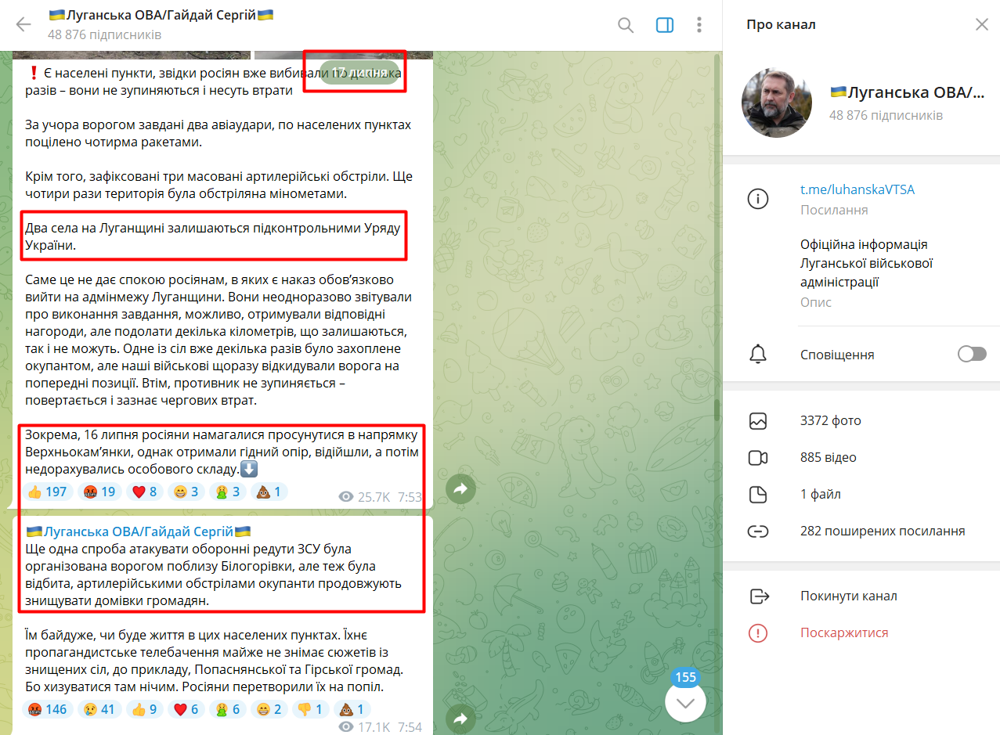 🇺🇦Луганська ОВА/Гайдай Сергій🇺🇦
48 876 підписників
17 липня
❗ Є населені пункти, звідки росіян вже вибивали по декілька
разів – вони не зупиняються і несуть втрати
За учора ворогом завдані два авіаудари, по населених пунктах
поцілено чотирма ракетами.
Крім того, зафіксовані три масовані артилерійські обстріли. Ще
чотири рази територія була обстріляна мінометами.
Два села на Луганщині залишаються підконтрольними Уряду
України.
Саме це не дає спокою росіянам, в яких є наказ обов’язково
вийти на адмінмежу Луганщини. Вони неодноразово звітували
про виконання завдання, можливо, отримували відповідні
нагороди, але подолати декілька кілометрів, що залишаються,
так і не можуть. Одне із сіл вже декілька разів було захоплене
окупантом, але наші військові щоразу відкидували ворога на
попередні позиції. Втім, противник не зупиняється –
повертається і зазнає чергових втрат.
Зокрема, 16 липня росіяни намагалися просунутися в напрямку
Верхньокам’янки, однак отримали гідний опір, відійшли, а потім
недорахувались особового складу.⬇️
👍 197 🤬 19 ❤️ 8 😁 3 🤮 3 💩 1
25.7K 7:53
🇺🇦Луганська ОВА/Гайдай Сергій🇺🇦
Ще одна спроба атакувати оборонні редути ЗСУ була
організована ворогом поблизу Білогорівки, але теж була
відбита, артилерійськими обстрілами окупанти продовжують
знищувати домівки громадян.
Їм байдуже, чи буде життя в цих населених пунктах. Їхнє
пропагандистське телебачення майже не знімає сюжетів із
знищених сіл, до прикладу, Попаснянської та Гірської громад.
Бо хизуватися там нічим. Росіяни перетворили їх на попіл.
🤬 146 😢 41 👍 9 ❤️ 6 🤮 6 😁 2 👎 1 💩 1
17.1K 7:54
155
Про канал
🇺🇦Луганська ОВА/...
48 876 підписників
t.me/luhanskaVTSA
Посилання
Офіційна інформація
Луганської військової
адміністрації
Опис
Сповіщення
3372 фото
885 відео
1 файл
282 поширених посилання
Покинути канал
Поскаржитися